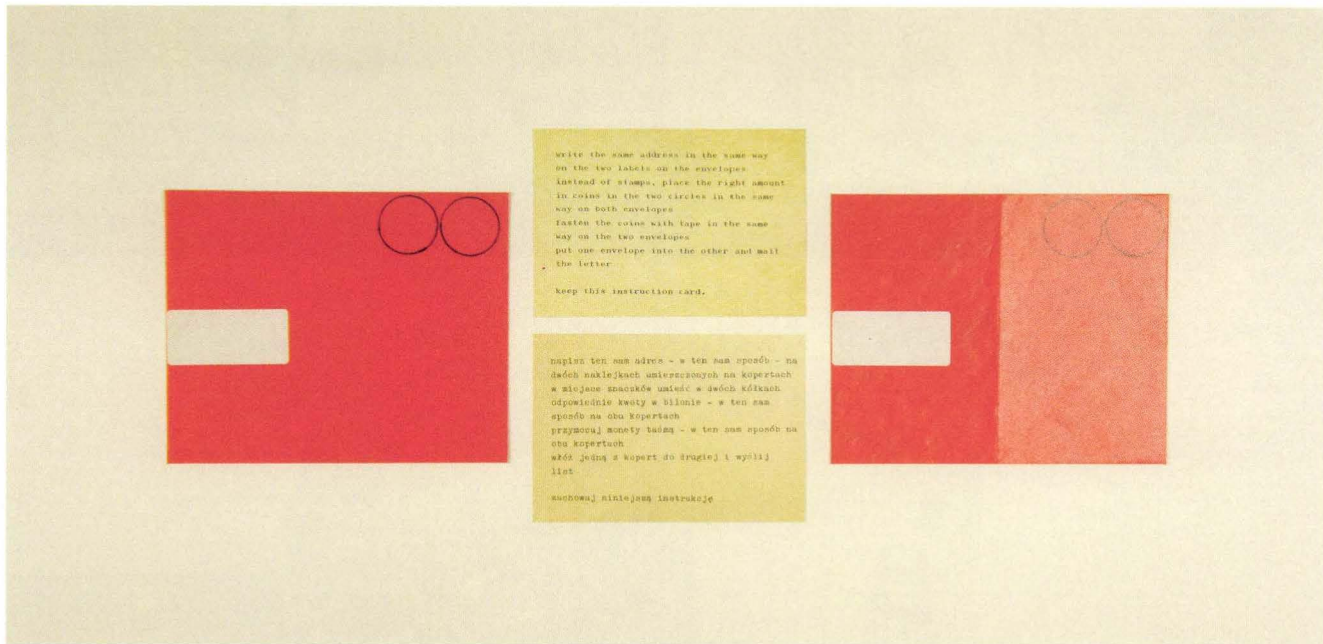 write the same address in the same way
on the two labels on the envelopes
instead of stamps, place the right amount
in coins in the two circles in the same
way on both envelopes
fasten the coins with tape in the same
way on the two envelopes
put one envelope into the other and mail
the letter
keep this instruction card.
napisz ten sam adres - w ten sam sposób - na
dwóch naklejkach umieszczonych na kopertach
w miejsce znaczków umieść w dwóch kółkach
odpowiednie kwoty w bilonie - w ten sam
sposób na obu kopertach
przymocuj monety taśmą - w ten sam sposób na
obu kopertach
włóż jedną z kopert do drugiej i wyślij
list
zachowaj niniejszą instrukcję